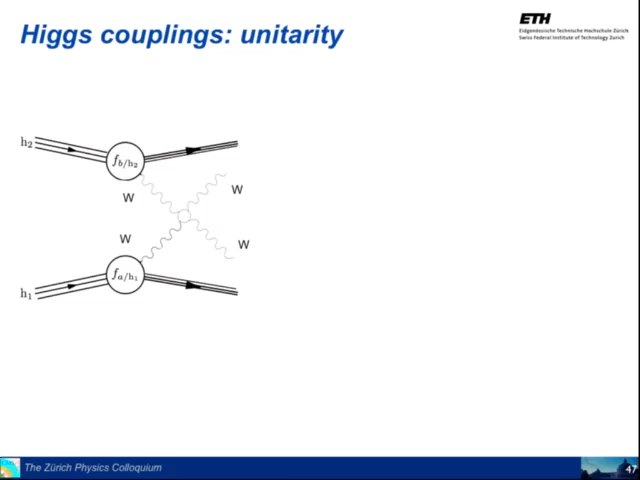 Higgs couplings: unitarity
ETH
Eidgenössische Technische Hochschule Zürich
Swiss Federal Institute of Technology Zurich
h2
fb/h2
W
W
W
W
fa/h1
h1
The Zürich Physics Colloquium
47